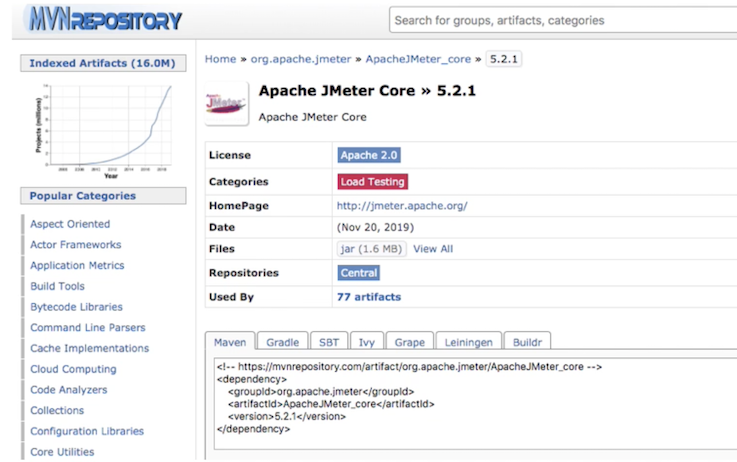 MVNREPOSITORY
Search for groups, artifacts, categories
Indexed Artifacts (16.0M)
Projects (millions)
Year
Popular Categories
Aspect Oriented
Actor Frameworks
Application Metrics
Build Tools
Bytecode Libraries
Command Line Parsers
Cache Implementations
Cloud Computing
Code Analyzers
Collections
Configuration Libraries
Core Utilities
Home » org.apache.jmeter » ApacheJMeter_core » 5.2.1
Apache JMeter Core » 5.2.1
Apache JMeter Core
License Apache 2.0
Categories Load Testing
HomePage http://jmeter.apache.org/
Date (Nov 20, 2019)
Files jar (1.6 MB) View All
Repositories Central
Used By 77 artifacts
Maven Gradle SBT Ivy Grape Leiningen Buildr
<!-- https://mvnrepository.com/artifact/org.apache.jmeter/ApacheJMeter_core -->
<dependency>
<groupId>org.apache.jmeter</groupId>
<artifactId>ApacheJMeter_core</artifactId>
<version>5.2.1</version>
</dependency>